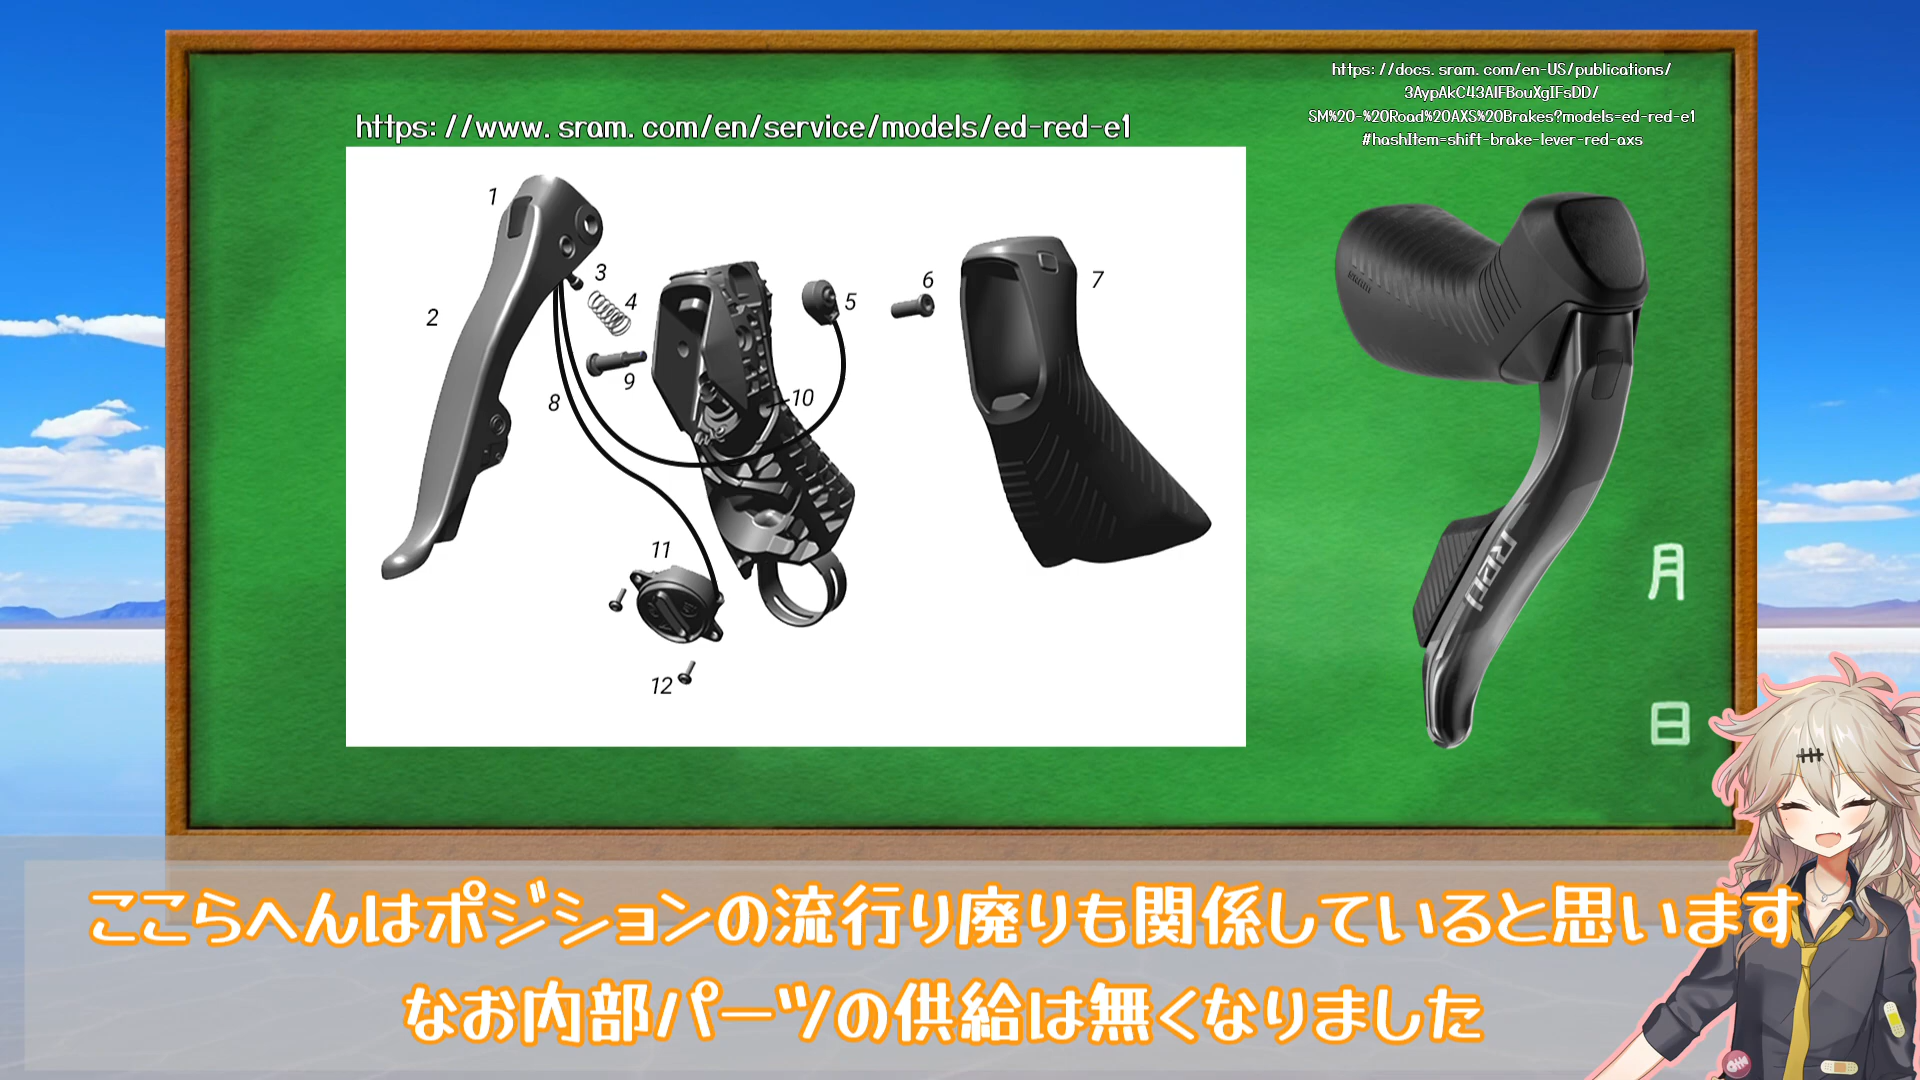 https://docs.sram.com/en-US/publications/
3AypAkC43AlFBouXgIFsDD/
SM%20-%20Road%20AXS%20Brakes?models=ed-red-e1
#hashItem=shift-brake-lever-red-axs
https://www.sram.com/en/service/models/ed-red-e1
1
2
3
4
5
6
7
8
9
10
11
12
SRAM
RED
月
日
ここらへんはポジションの流行り廃りも関係していると思います
なお内部パーツの供給は無くなりました